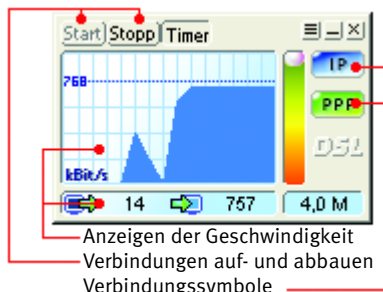 Start Stopp Timer
768
IP
PPP
kBit/s
DSL
14 757 4,0 M
Anzeigen der Geschwindigkeit
Verbindungen auf- und abbauen
Verbindungssymbole